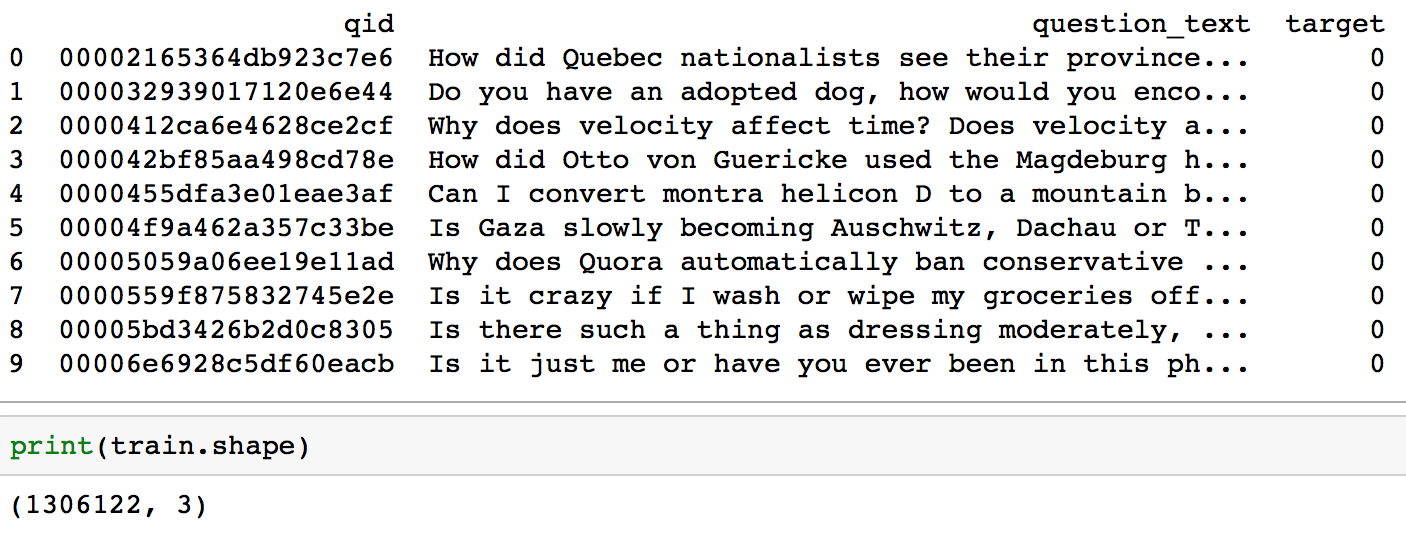 qid question_text target
0 00002165364db923c7e6 How did Quebec nationalists see their province... 0
1 000032939017120e6e44 Do you have an adopted dog, how would you enco... 0
2 0000412ca6e4628ce2cf Why does velocity affect time? Does velocity a... 0
3 000042bf85aa498cd78e How did Otto von Guericke used the Magdeburg h... 0
4 0000455dfa3e01eae3af Can I convert montra helicon D to a mountain b... 0
5 00004f9a462a357c33be Is Gaza slowly becoming Auschwitz, Dachau or T... 0
6 00005059a06ee19e11ad Why does Quora automatically ban conservative ... 0
7 0000559f875832745e2e Is it crazy if I wash or wipe my groceries off... 0
8 00005bd3426b2d0c8305 Is there such a thing as dressing moderately, ... 0
9 00006e6928c5df60eacb Is it just me or have you ever been in this ph... 0
print(train.shape)
(1306122, 3)